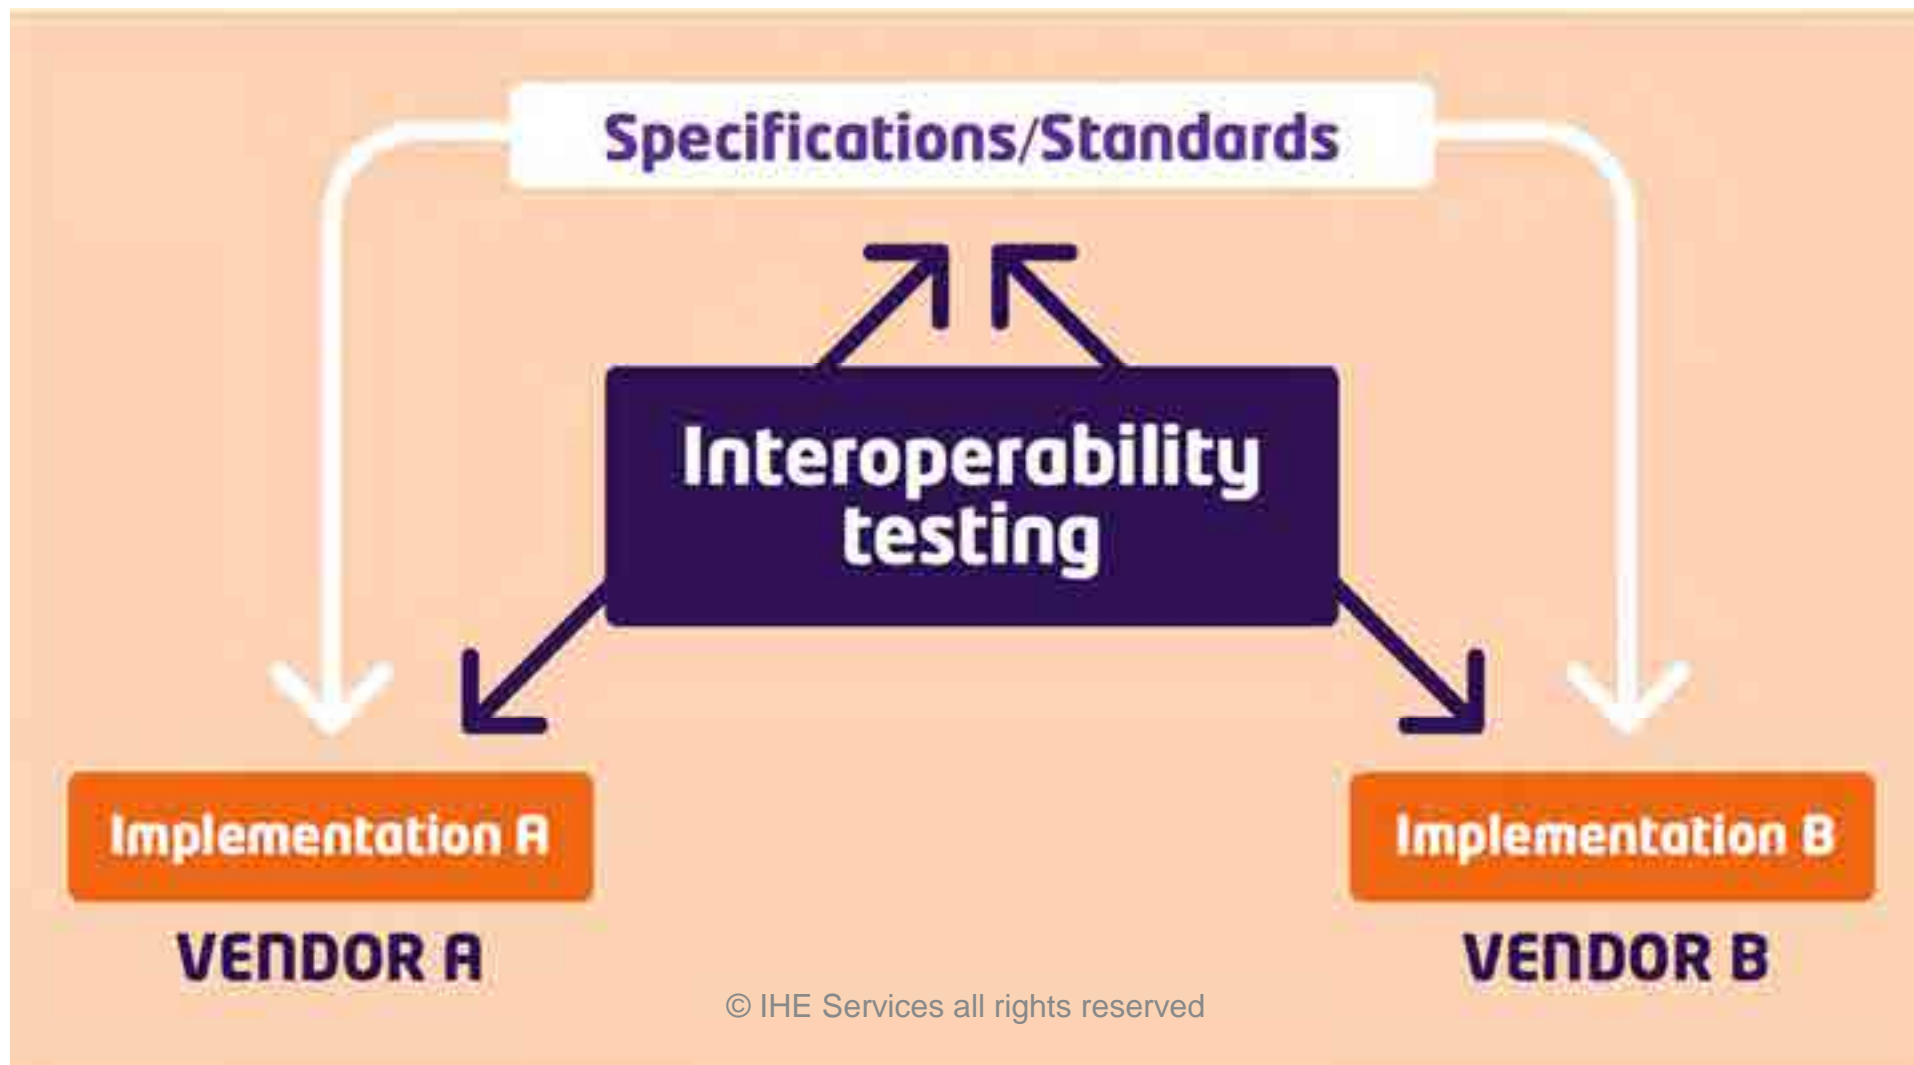 Specifications/Standards
Interoperability
testing
Implementation A
Implementation B
VENDOR A
VENDOR B
© IHE Services all rights reserved